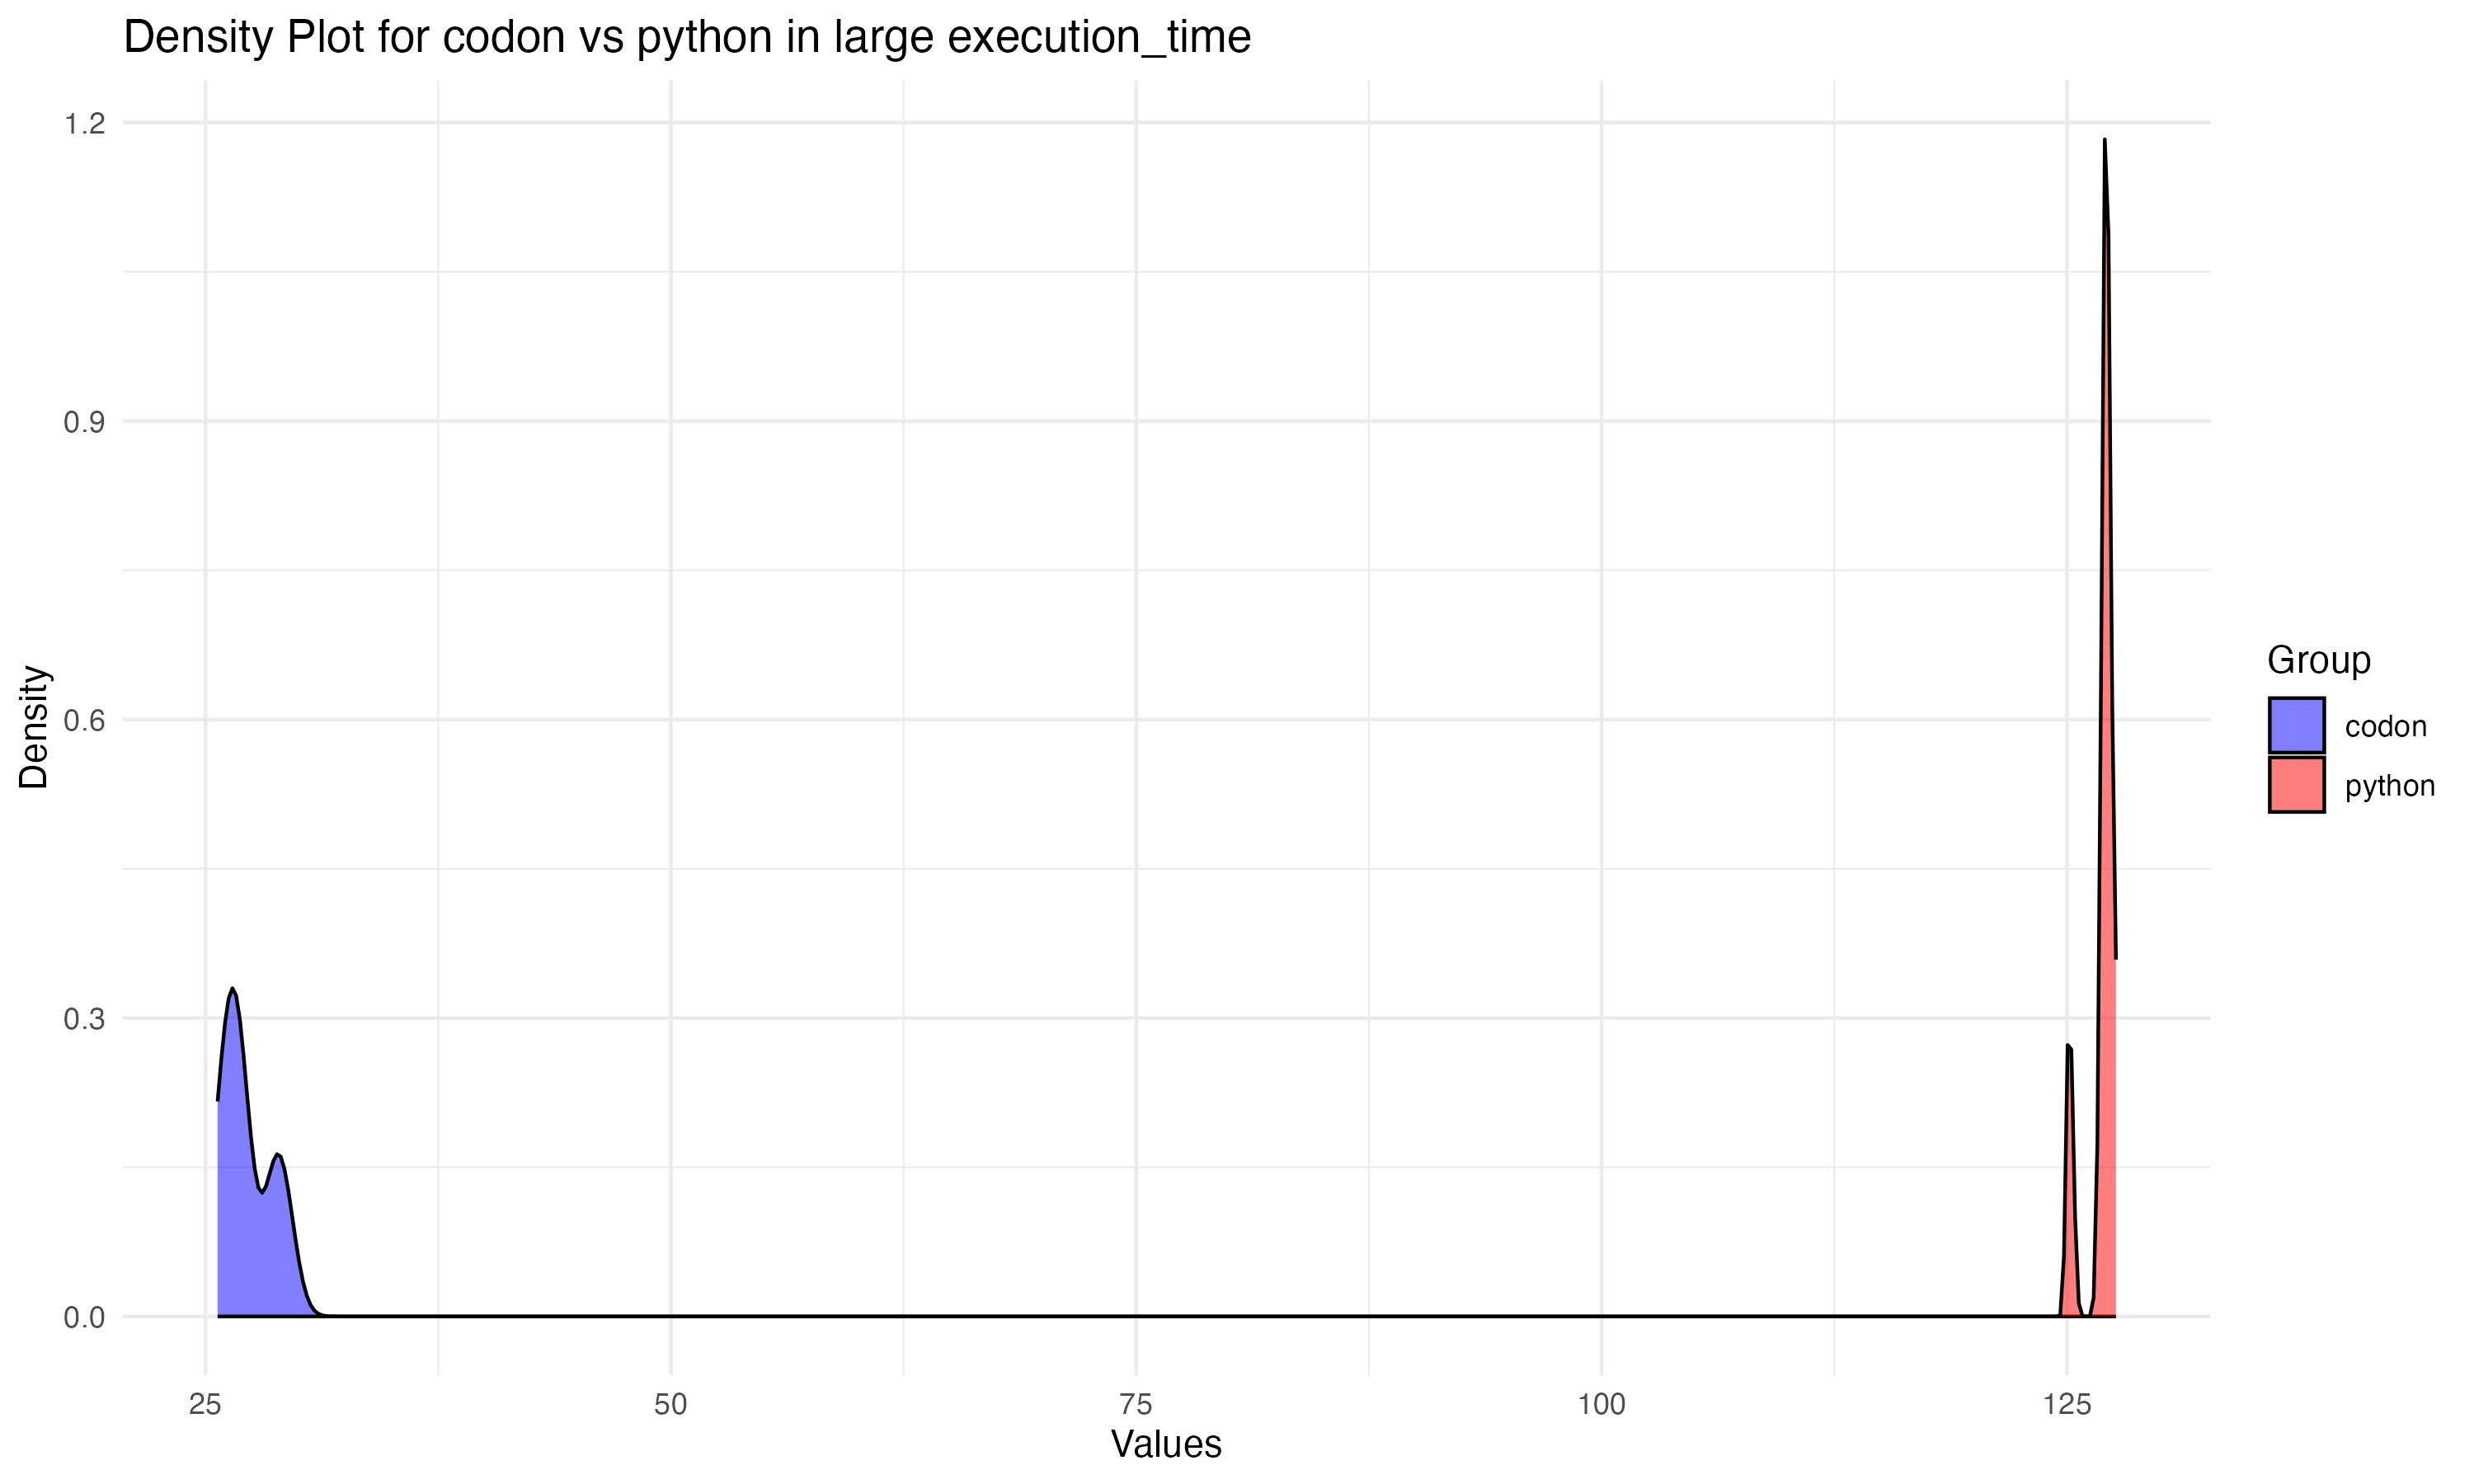 Density Plot for codon vs python in large execution_time
1.2
0.9
0.6
0.3
0.0
Density
25 50 75 100 125
Values
Group
codon
python